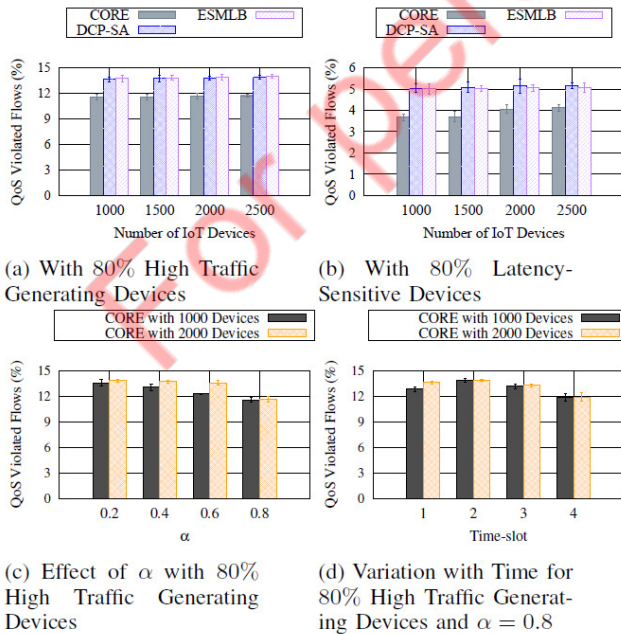 CORE
ESMLB
DCP-SA
QoS Violated Flows (%)
15
12
9
6
3
0
1000 1500 2000 2500
Number of IoT Devices
(a) With 80% High Traffic
Generating Devices
CORE
ESMLB
DCP-SA
QoS Violated Flows (%)
6
5
4
3
2
1
0
1000 1500 2000 2500
Number of IoT Devices
(b) With 80% Latency-
Sensitive Devices
CORE with 1000 Devices
CORE with 2000 Devices
QoS Violated Flows (%)
15
12
9
6
3
0
0.2 0.4 0.6 0.8
α
(c) Effect of α with 80%
High Traffic Generating
Devices
CORE with 1000 Devices
CORE with 2000 Devices
QoS Violated Flows (%)
15
12
9
6
3
0
1 2 3 4
Time-slot
(d) Variation with Time for
80% High Traffic Generat-
ing Devices and α = 0.8
For per